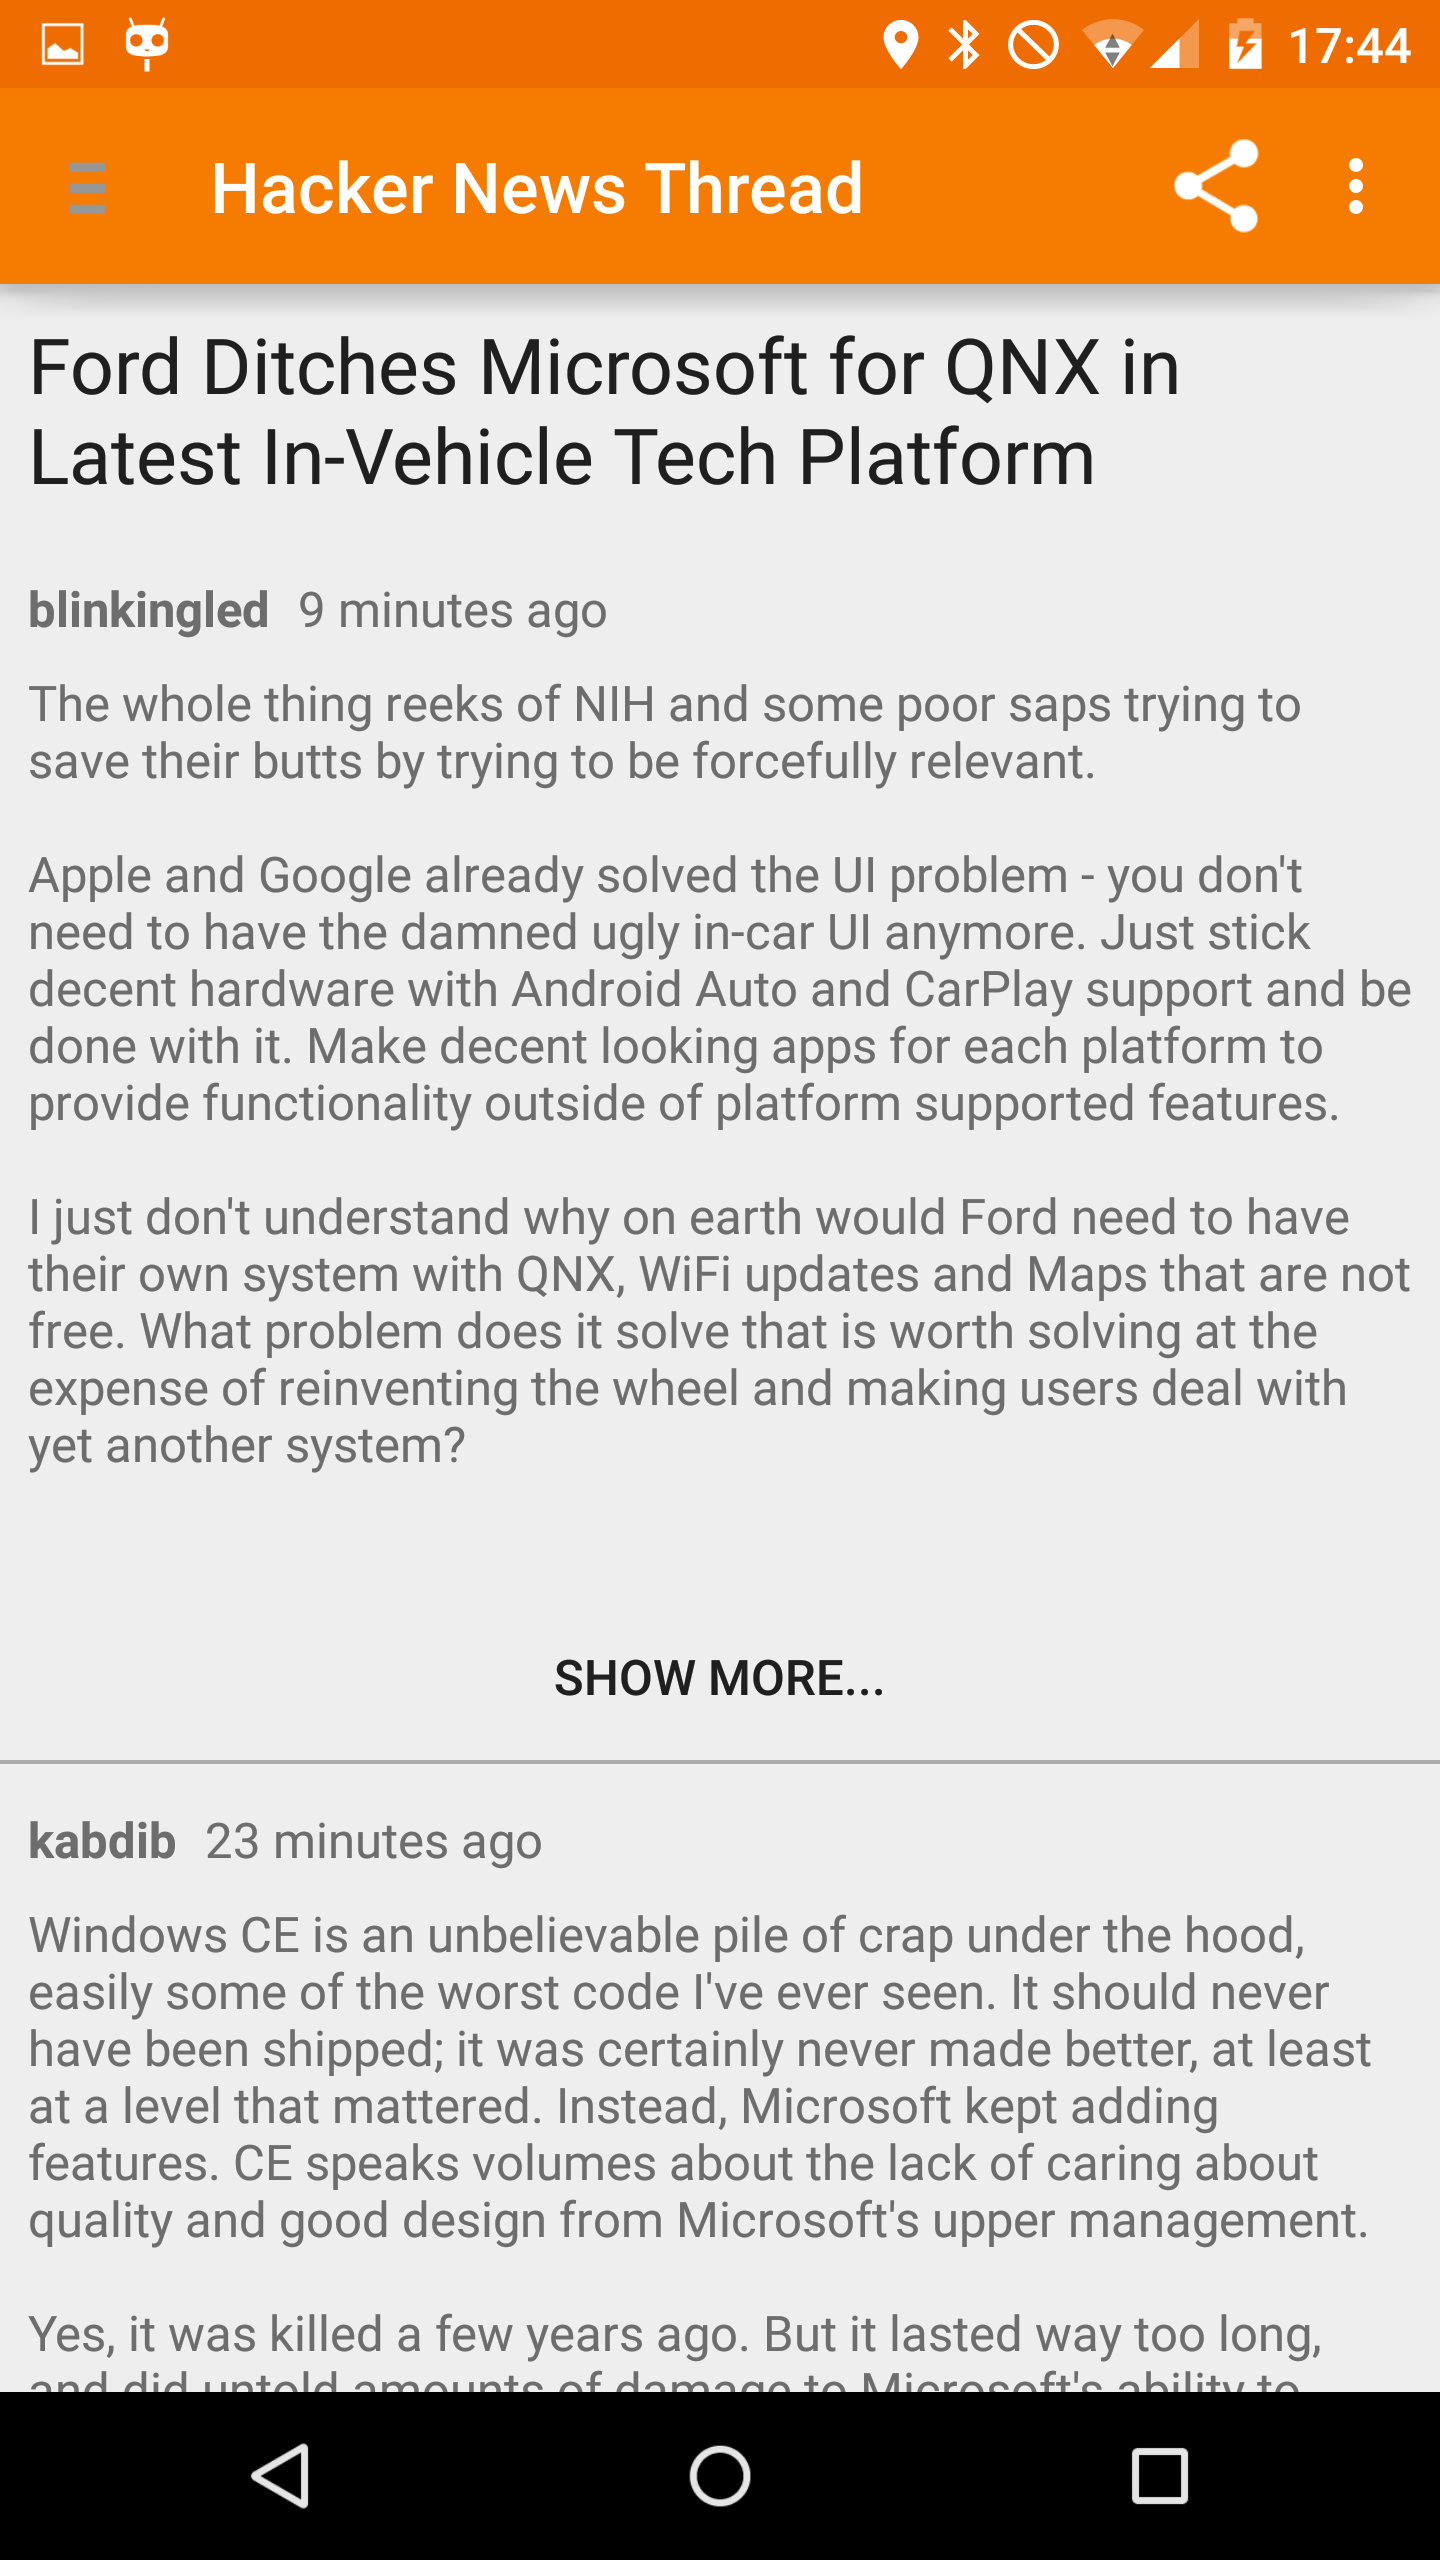 17:44
Hacker News Thread
Ford Ditches Microsoft for QNX in
Latest In-Vehicle Tech Platform
blinkingled 9 minutes ago
The whole thing reeks of NIH and some poor saps trying to
save their butts by trying to be forcefully relevant.
Apple and Google already solved the UI problem - you don't
need to have the damned ugly in-car UI anymore. Just stick
decent hardware with Android Auto and CarPlay support and be
done with it. Make decent looking apps for each platform to
provide functionality outside of platform supported features.
I just don't understand why on earth would Ford need to have
their own system with QNX, WiFi updates and Maps that are not
free. What problem does it solve that is worth solving at the
expense of reinventing the wheel and making users deal with
yet another system?
SHOW MORE...
kabdib 23 minutes ago
Windows CE is an unbelievable pile of crap under the hood,
easily some of the worst code I've ever seen. It should never
have been shipped; it was certainly never made better, at least
at a level that mattered. Instead, Microsoft kept adding
features. CE speaks volumes about the lack of caring about
quality and good design from Microsoft's upper management.
Yes, it was killed a few years ago. But it lasted way too long,
and did untold amounts of damage to Microsoft's ability to